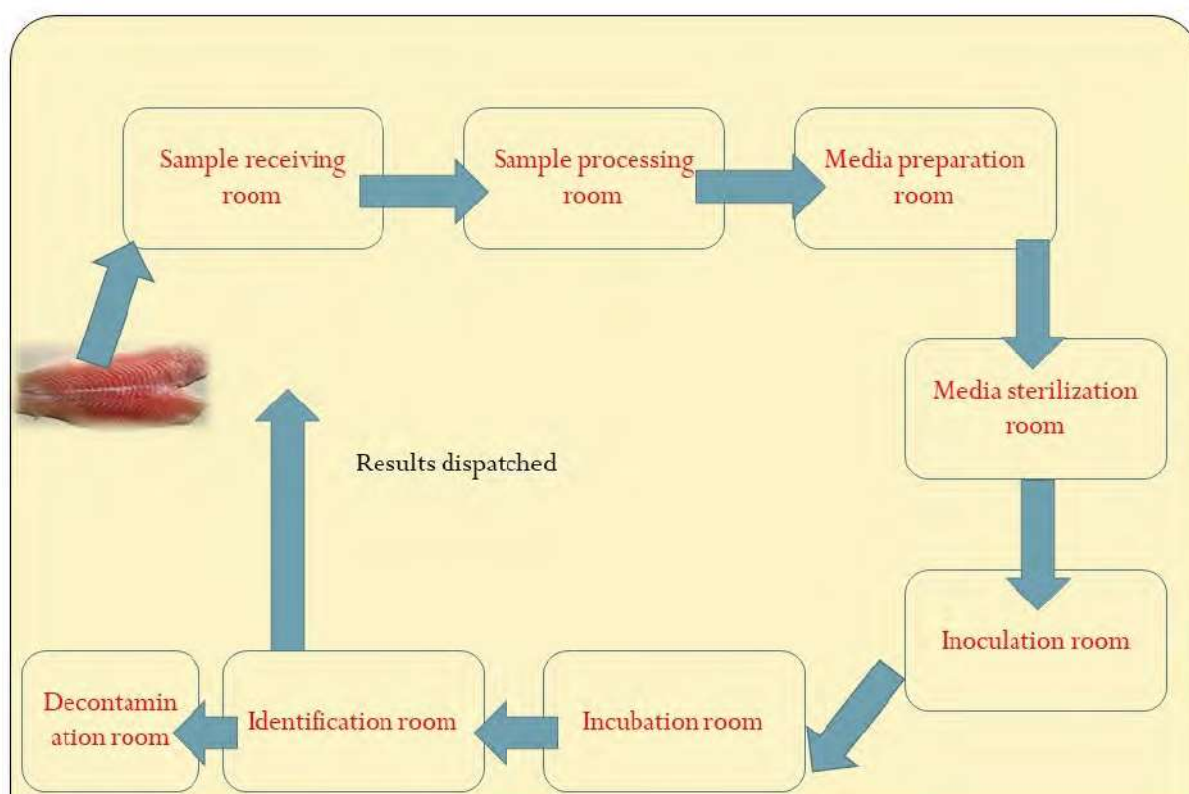 Sample receiving
room
Sample processing
room
Media preparation
room
Media sterilization
room
Results dispatched
Inoculation room
Decontamin
ation room
Identification room
Incubation room